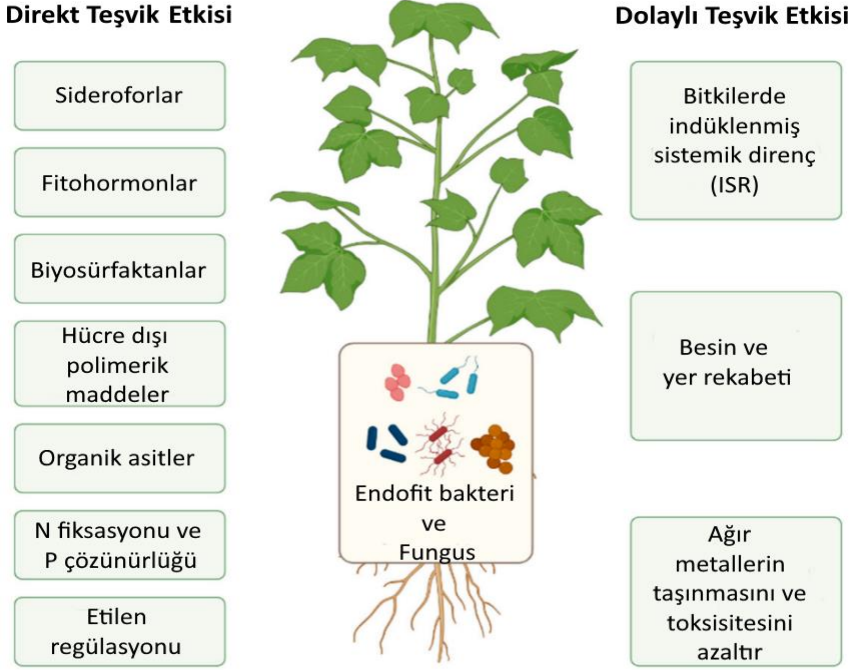 Direkt Teşvik Etkisi
Sideroforlar
Fitohormonlar
Biyosürfaktanlar
Hücre dışı
polimerik
maddeler
Organik asitler
N fiksasyonu ve
P çözünürlüğü
Etilen
regülasyonu
Endofit bakteri
ve
Fungus
Dolaylı Teşvik Etkisi
Bitkilerde
indüklenmiş
sistemik direnç
(ISR)
Besin ve
yer rekabeti
Ağır
metallerin
taşınmasını ve
toksisitesini
azaltır